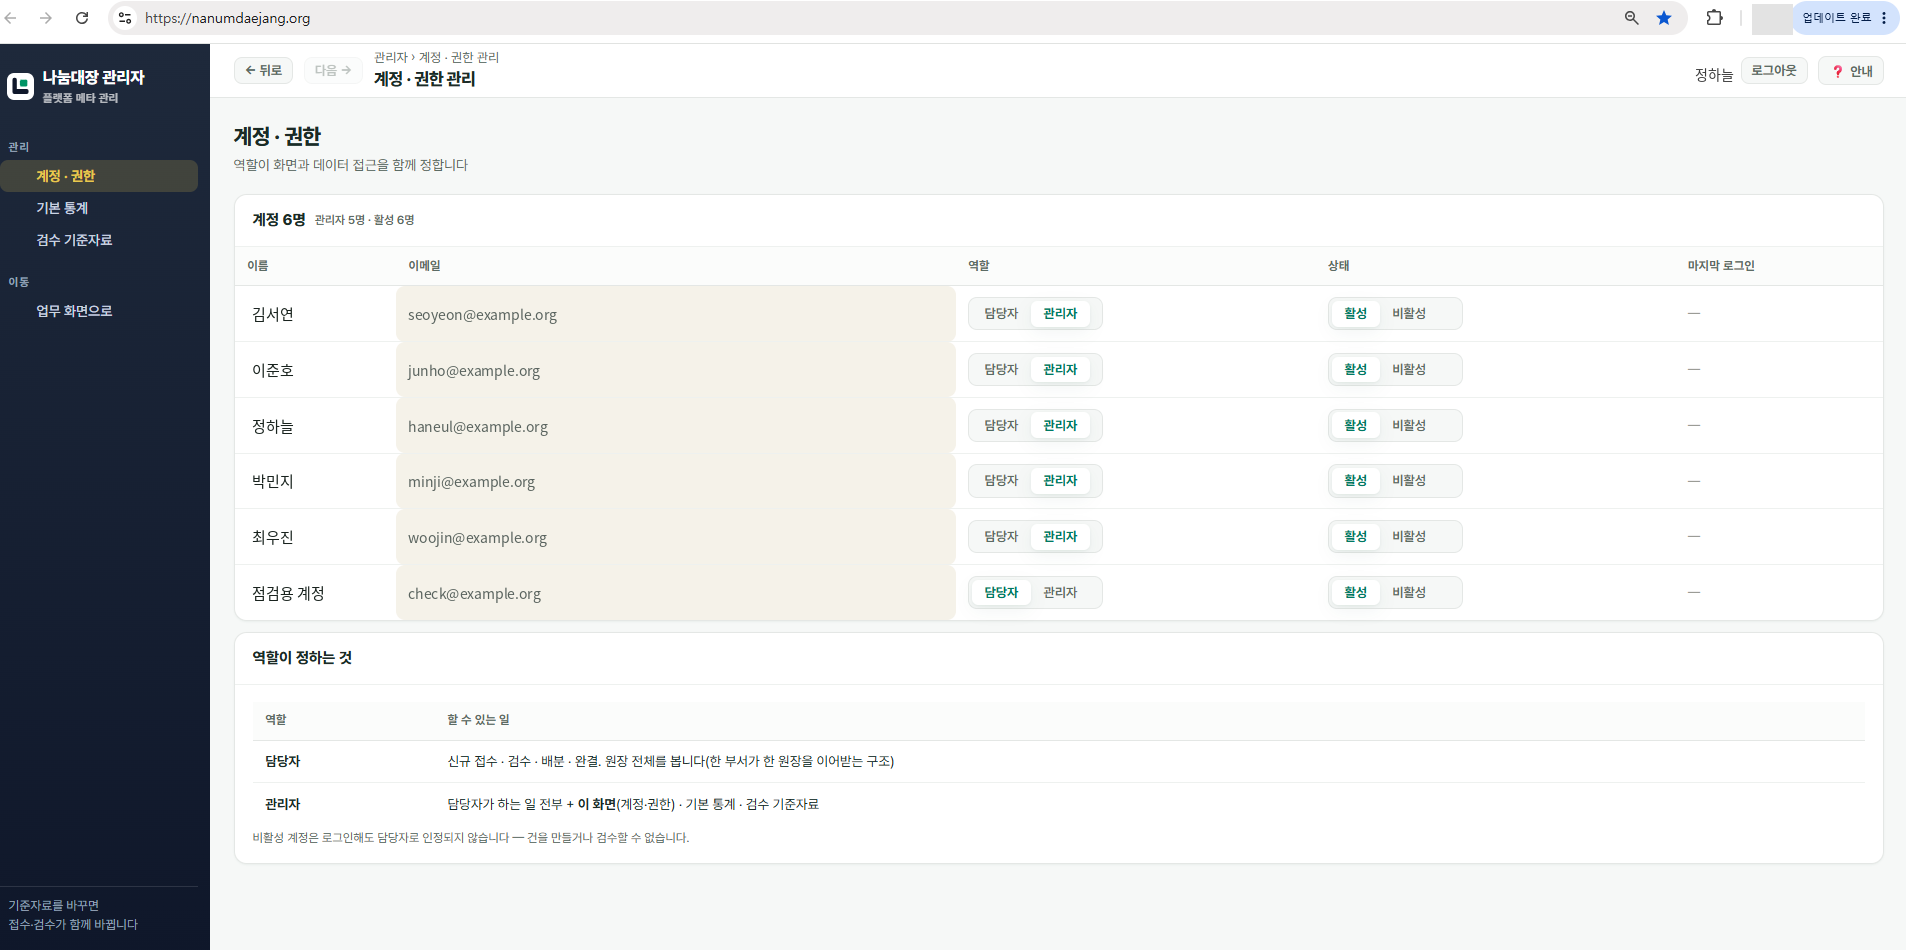 https://nanumdaejang.org
업데이트 완료
나눔대장 관리자
플랫폼 메타 관리
관리
계정 · 권한
기본 통계
검수 기준자료
이동
업무 화면으로
기준자료를 바꾸면
접수·검수가 함께 바뀝니다
← 뒤로
다음 →
관리자 › 계정 · 권한 관리
계정 · 권한 관리
정하늘
로그아웃
❓ 안내
계정 · 권한
역할이 화면과 데이터 접근을 함께 정합니다
계정 6명 관리자 5명 · 활성 6명
이름 이메일 역할 상태 마지막 로그인
김서연 seoyeon@example.org 담당자 관리자 활성 비활성 —
이준호 junho@example.org 담당자 관리자 활성 비활성 —
정하늘 haneul@example.org 담당자 관리자 활성 비활성 —
박민지 minji@example.org 담당자 관리자 활성 비활성 —
최우진 woojin@example.org 담당자 관리자 활성 비활성 —
점검용 계정 check@example.org 담당자 관리자 활성 비활성 —
역할이 정하는 것
역할 할 수 있는 일
담당자 신규 접수 · 검수 · 배분 · 완결. 원장 전체를 봅니다(한 부서가 한 원장을 이어받는 구조)
관리자 담당자가 하는 일 전부 + 이 화면(계정·권한) · 기본 통계 · 검수 기준자료
비활성 계정은 로그인해도 담당자로 인정되지 않습니다 — 건을 만들거나 검수할 수 없습니다.